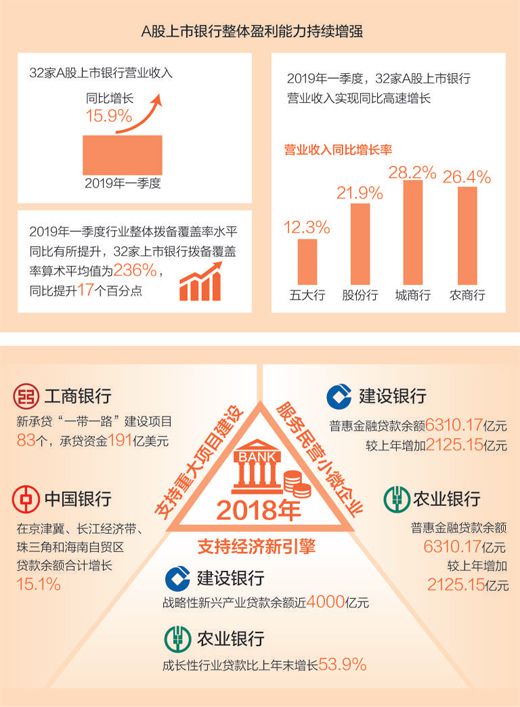 A股上市银行整体盈利能力持续增强
32家A股上市银行营业收入
同比增长
15.9%
2019年一季度
2019年一季度行业整体拨备覆盖率水平
同比有所提升，32家上市银行拨备覆盖
率算术平均值为236%，
同比提升17个百分点
2019年一季度，32家A股上市银行
营业收入实现同比高速增长
营业收入同比增长率
12.3%
21.9%
28.2%
26.4%
五大行
股份行
城商行
农商行
工商银行
新承贷“一带一路”建设项目
83个，承贷资金191亿美元
中国银行
在京津冀、长江经济带、
珠三角和海南自贸区
贷款余额合计增长
15.1%
支持重大项目建设
服务民营小微企业
BANK
2018年
支持经济新引擎
建设银行
普惠金融贷款余额6310.17亿元
较上年增加2125.15亿元
农业银行
普惠金融贷款余额
6310.17亿元
较上年增加
2125.15亿元
建设银行
战略性新兴产业贷款余额近4000亿元
农业银行
成长性行业贷款比上年末增长53.9%